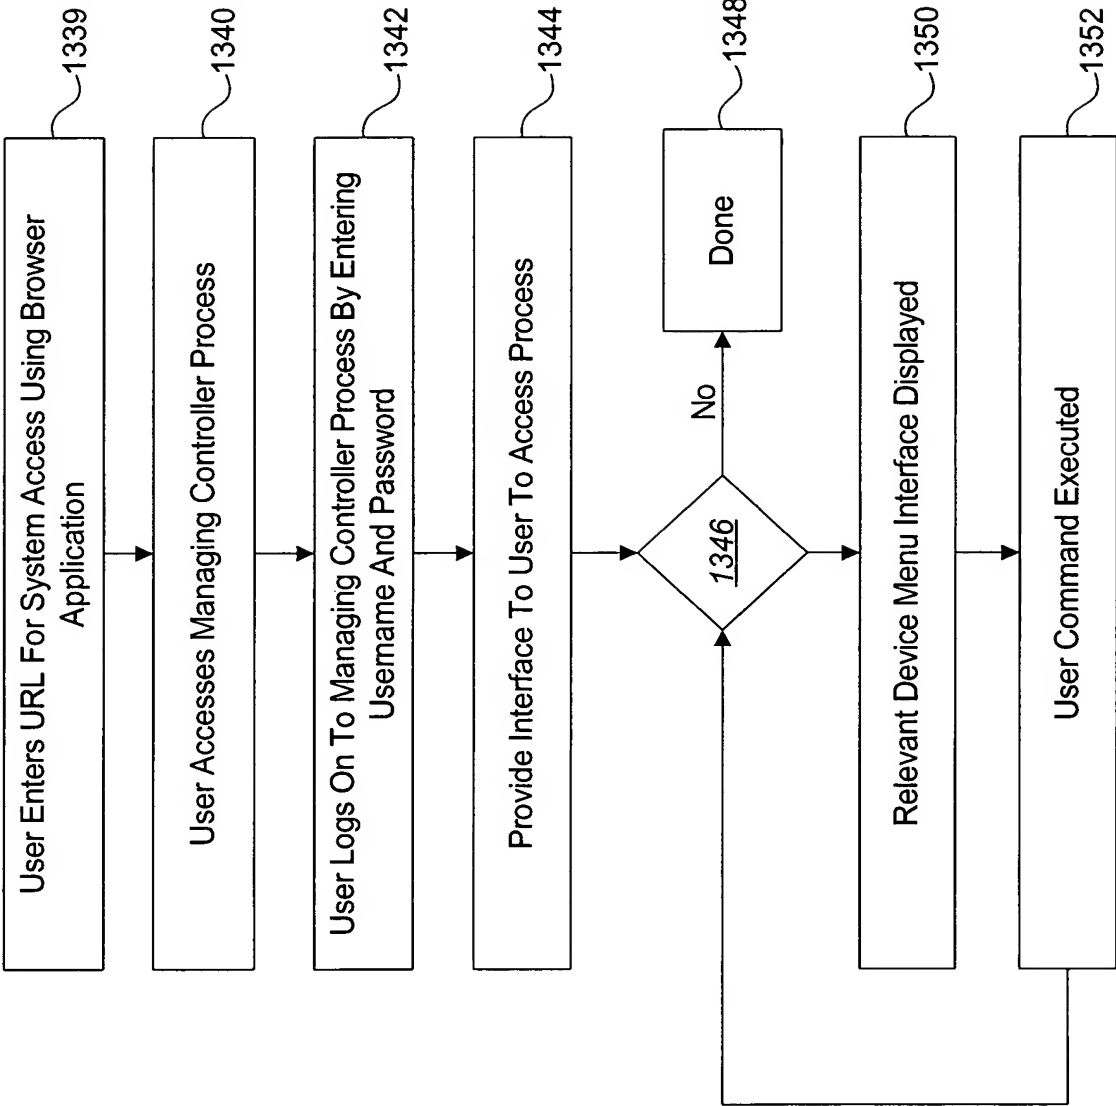 User Enters URL For System Access Using Browser
Application
1339
User Accesses Managing Controller Process
1340
User Logs On To Managing Controller Process By Entering
Username And Password
1342
Provide Interface To User To Access Process
1344
1346
No
Done
1348
Relevant Device Menu Interface Displayed
1350
User Command Executed
1352